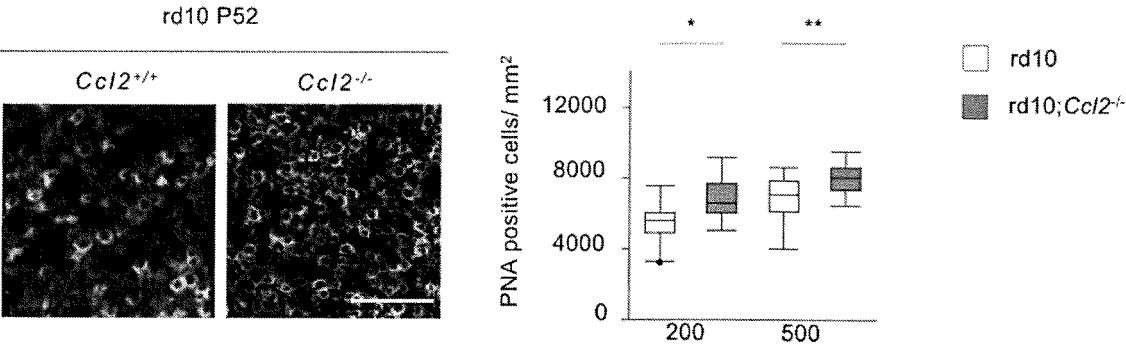 rd10 P52
Ccl2+/+
Ccl2-/-
PNA positive cells/ mm²
12000
8000
4000
0
*
**
200
500
rd10
rd10;Ccl2-/-